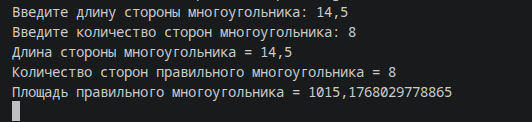 Введите длину стороны многоугольника: 14,5
Введите количество сторон многоугольника: 8
Длина стороны многоугольника = 14,5
Количество сторон правильного многоугольника = 8
Площадь правильного многоугольника = 1015,1768029778865